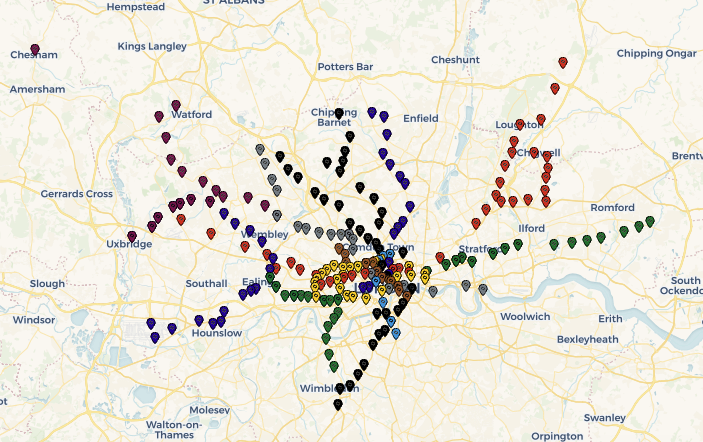 ST ALBANS
Hempstead
Chesham
Kings Langley
Potters Bar
Cheshunt
Chipping Ongar
Amersham
Watford
Chipping
Barnet
Enfield
Loughton
Chigwell
Brentv
Gerrards Cross
Romford
Uxbridge
Wembley
Camden Town
Stratford
Ilford
Slough
Southall
Ealing
South
Ockendo
Windsor
Hounslow
Woolwich
Erith
Bexleyheath
Wimbledon
Molesey
Walton-on-
Thames
Swanley
Orpington